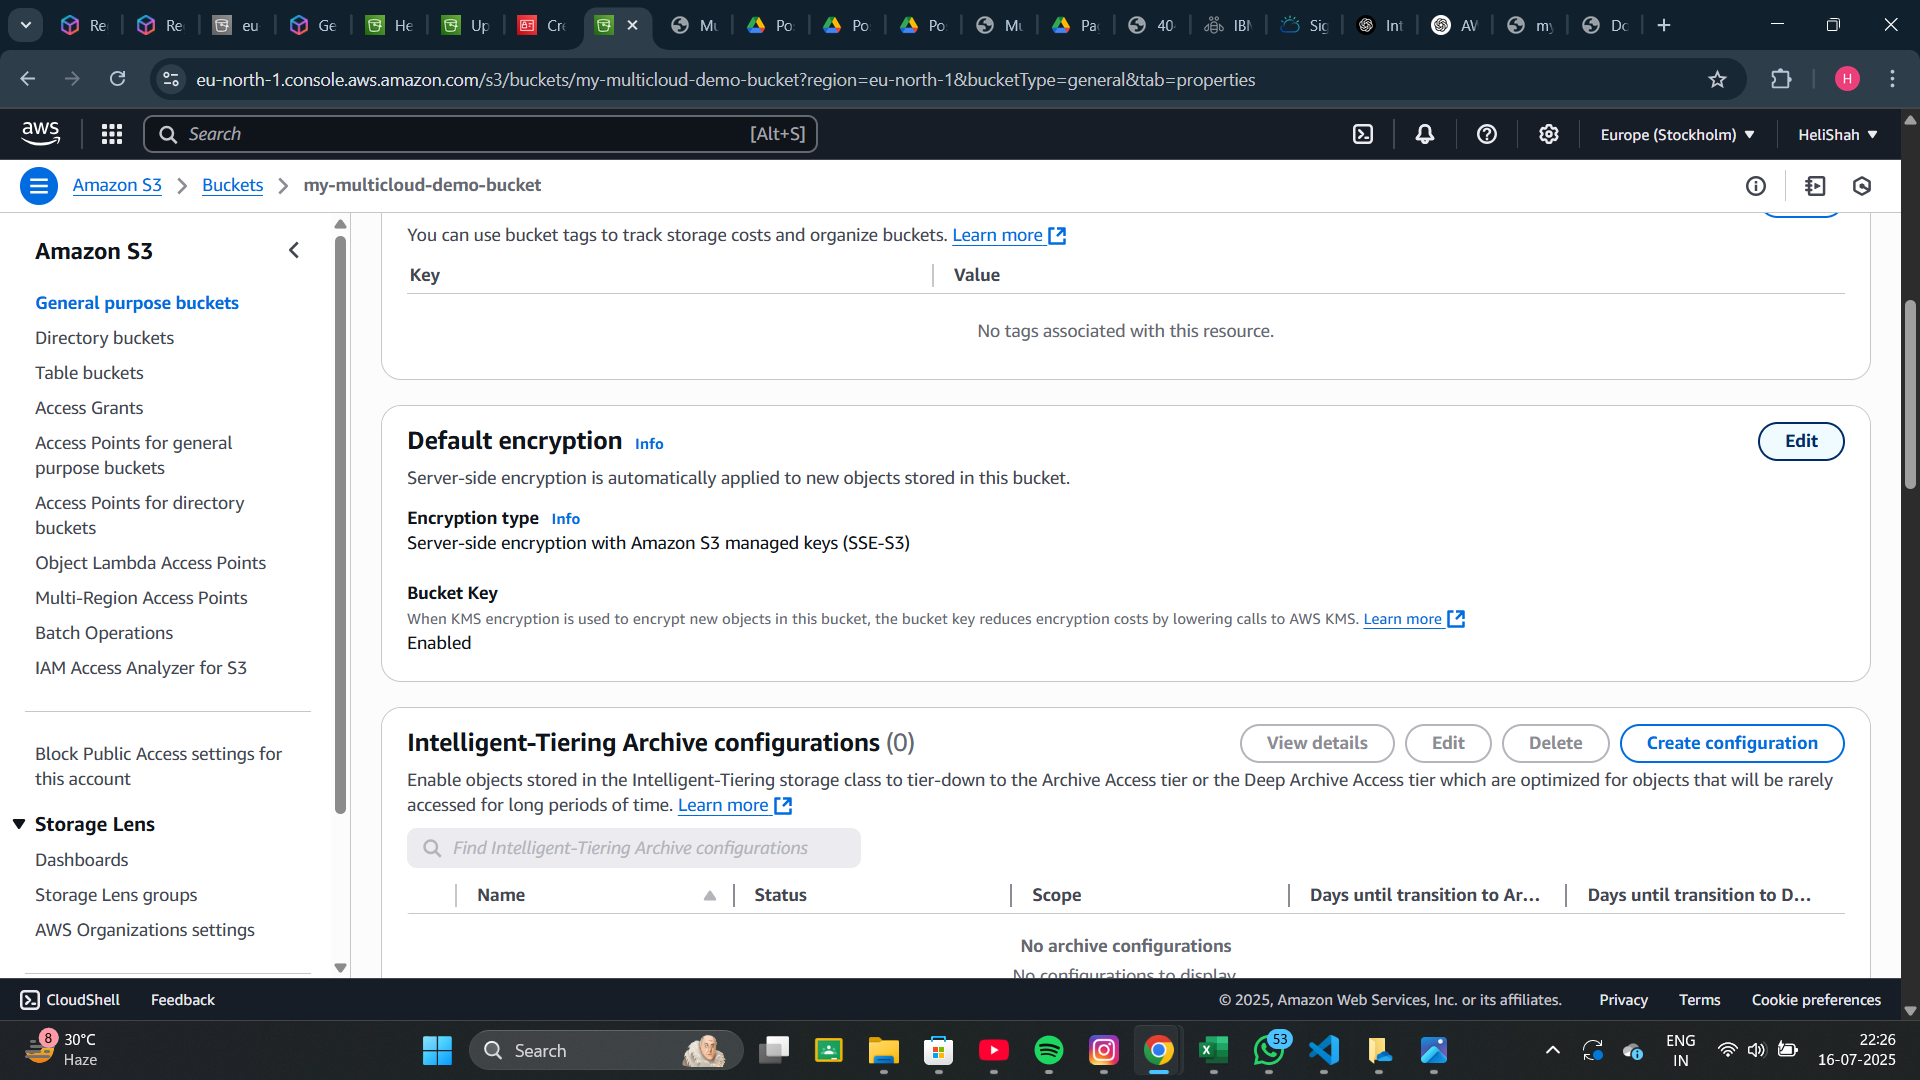 Re
Re
eu
Ge
He
Up
Cr
Mu
Po
Po
Po
Mu
Pa
40
IBM
Sig
Int
AW
my
Do
eu-north-1.console.aws.amazon.com/s3/buckets/my-multicloud-demo-bucket?region=eu-north-1&bucketType=general&tab=properties
H
aws
Search
[Alt+S]
Europe (Stockholm)
HeliShah
Amazon S3
Buckets
my-multicloud-demo-bucket
Amazon S3
General purpose buckets
Directory buckets
Table buckets
Access Grants
Access Points for general
purpose buckets
Access Points for directory
buckets
Object Lambda Access Points
Multi-Region Access Points
Batch Operations
IAM Access Analyzer for S3
Block Public Access settings for
this account
Storage Lens
Dashboards
Storage Lens groups
AWS Organizations settings
You can use bucket tags to track storage costs and organize buckets. Learn more
Key
Value
No tags associated with this resource.
Default encryption Info
Edit
Server-side encryption is automatically applied to new objects stored in this bucket.
Encryption type Info
Server-side encryption with Amazon S3 managed keys (SSE-S3)
Bucket Key
When KMS encryption is used to encrypt new objects in this bucket, the bucket key reduces encryption costs by lowering calls to AWS KMS. Learn more
Enabled
Intelligent-Tiering Archive configurations (0)
View details
Edit
Delete
Create configuration
Enable objects stored in the Intelligent-Tiering storage class to tier-down to the Archive Access tier or the Deep Archive Access tier which are optimized for objects that will be rarely
accessed for long periods of time. Learn more
Find Intelligent-Tiering Archive configurations
Name
Status
Scope
Days until transition to Ar...
Days until transition to D...
No archive configurations
No configurations to display
CloudShell
Feedback
© 2025, Amazon Web Services, Inc. or its affiliates.
Privacy
Terms
Cookie preferences
8
30°C
Haze
Search
53
ENG
IN
22:26
16-07-2025